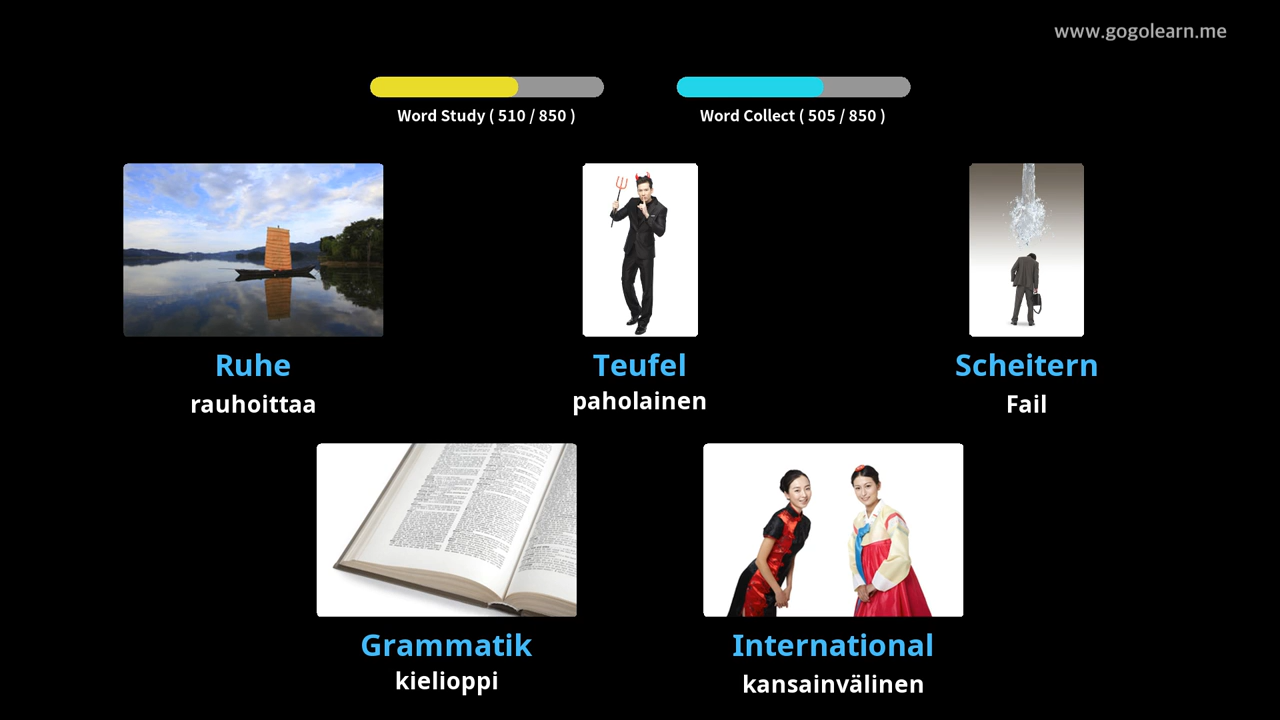 www.gogolearn.me
Word Study ( 510 / 850 )
Word Collect ( 505 / 850 )
Ruhe
rauhoittaa
Teufel
paholainen
Scheitern
Fail
Grammatik
kielioppi
International
kansainvälinen